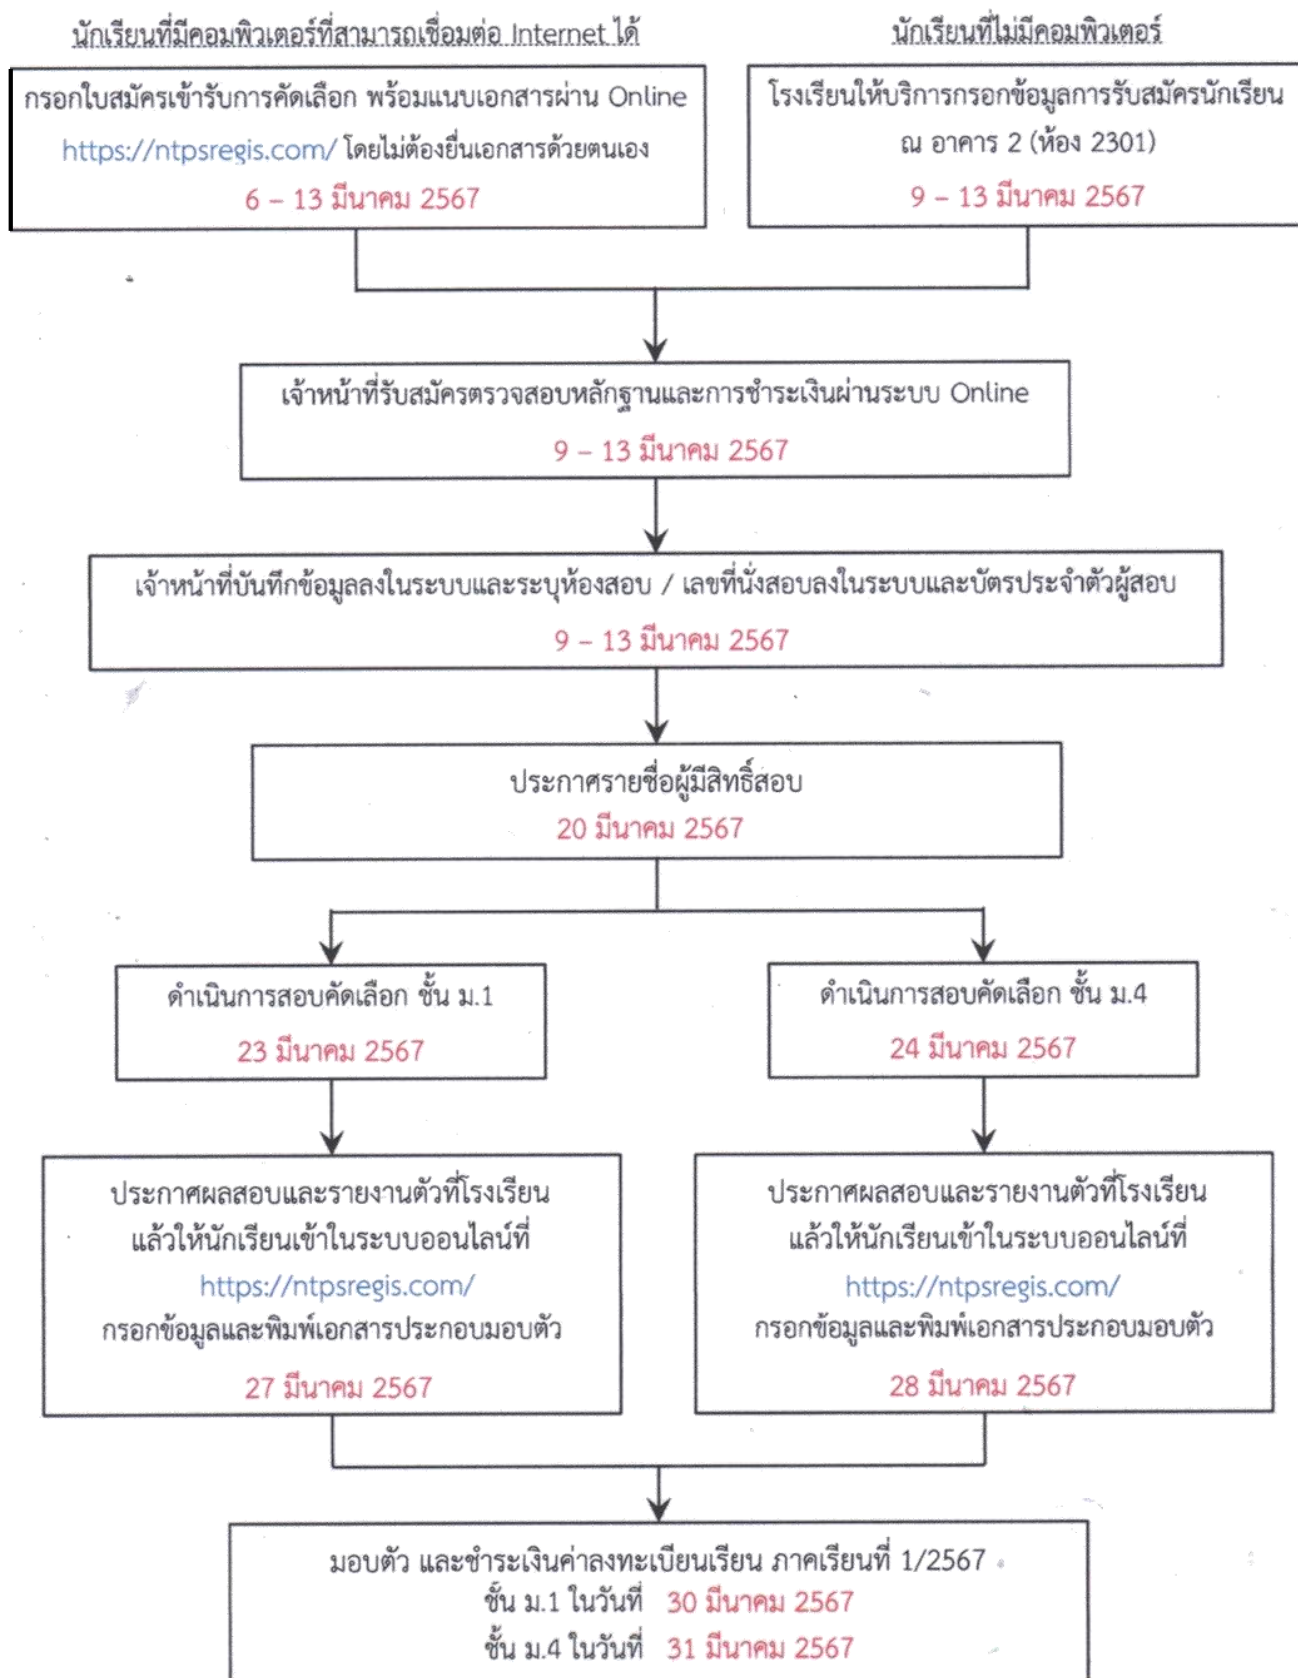 นักเรียนที่มีคอมพิวเตอร์ที่สามารถเชื่อมต่อ Internet ได้
กรอกใบสมัครเข้ารับการคัดเลือก พร้อมแนบเอกสารผ่าน Online
https://ntpsregis.com/ โดยไม่ต้องยื่นเอกสารด้วยตนเอง
6 – 13 มีนาคม 2567
นักเรียนที่ไม่มีคอมพิวเตอร์
โรงเรียนให้บริการกรอกข้อมูลการรับสมัครนักเรียน
ณ อาคาร 2 (ห้อง 2301)
9 – 13 มีนาคม 2567
เจ้าหน้าที่รับสมัครตรวจสอบหลักฐานและการชำระเงินผ่านระบบ Online
9 – 13 มีนาคม 2567
เจ้าหน้าที่บันทึกข้อมูลลงในระบบและระบุห้องสอบ / เลขที่นั่งสอบลงในระบบและบัตรประจำตัวผู้สอบ
9 – 13 มีนาคม 2567
ประกาศรายชื่อผู้มีสิทธิ์สอบ
20 มีนาคม 2567
ดำเนินการสอบคัดเลือก ชั้น ม.1
23 มีนาคม 2567
ดำเนินการสอบคัดเลือก ชั้น ม.4
24 มีนาคม 2567
ประกาศผลสอบและรายงานตัวที่โรงเรียน
แล้วให้นักเรียนเข้าในระบบออนไลน์ที่
https://ntpsregis.com/
กรอกข้อมูลและพิมพ์เอกสารประกอบมอบตัว
27 มีนาคม 2567
ประกาศผลสอบและรายงานตัวที่โรงเรียน
แล้วให้นักเรียนเข้าในระบบออนไลน์ที่
https://ntpsregis.com/
กรอกข้อมูลและพิมพ์เอกสารประกอบมอบตัว
28 มีนาคม 2567
มอบตัว และชำระเงินค่าลงทะเบียนเรียน ภาคเรียนที่ 1/2567
ชั้น ม.1 ในวันที่ 30 มีนาคม 2567
ชั้น ม.4 ในวันที่ 31 มีนาคม 2567